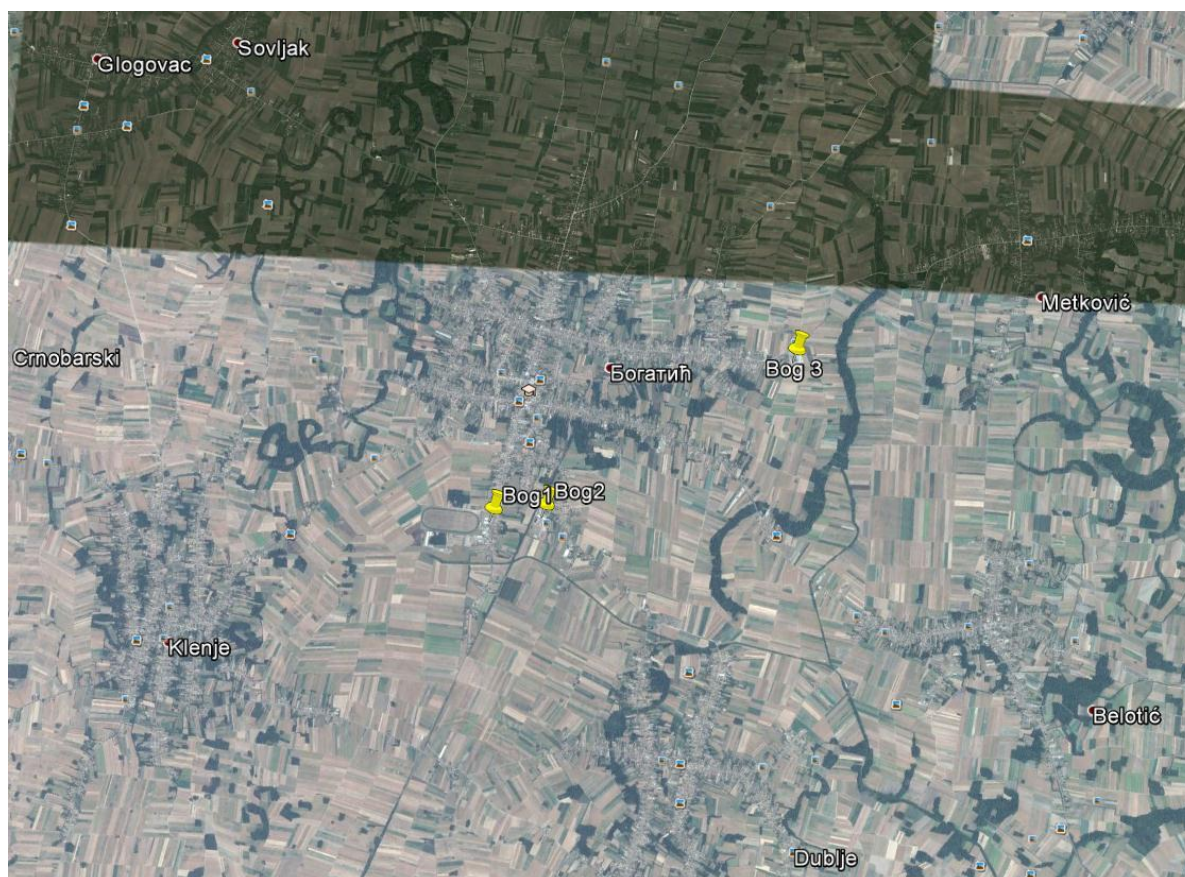 Glogovac
Sovljak
Metković
Crnobarski
Богатић
Bog 3
Bog1
Bog2
Klenje
Belotić
Dublje